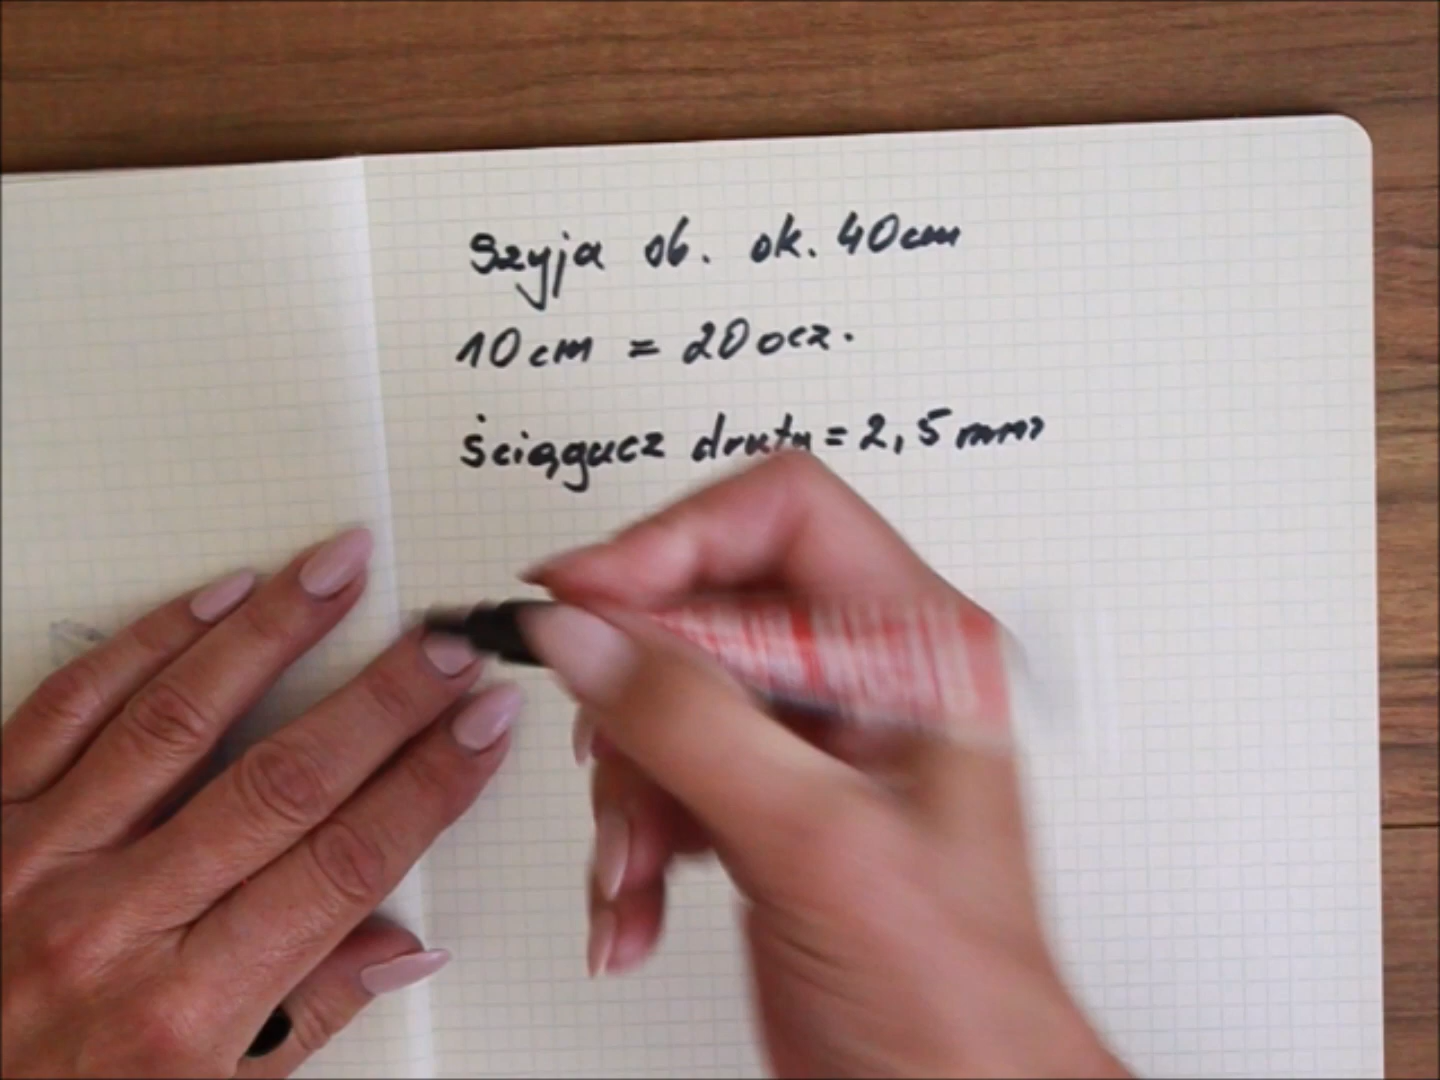 Szyja ob. ok. 40cm
10cm = 20 ocz.
ściągacz druty = 2,5 mm